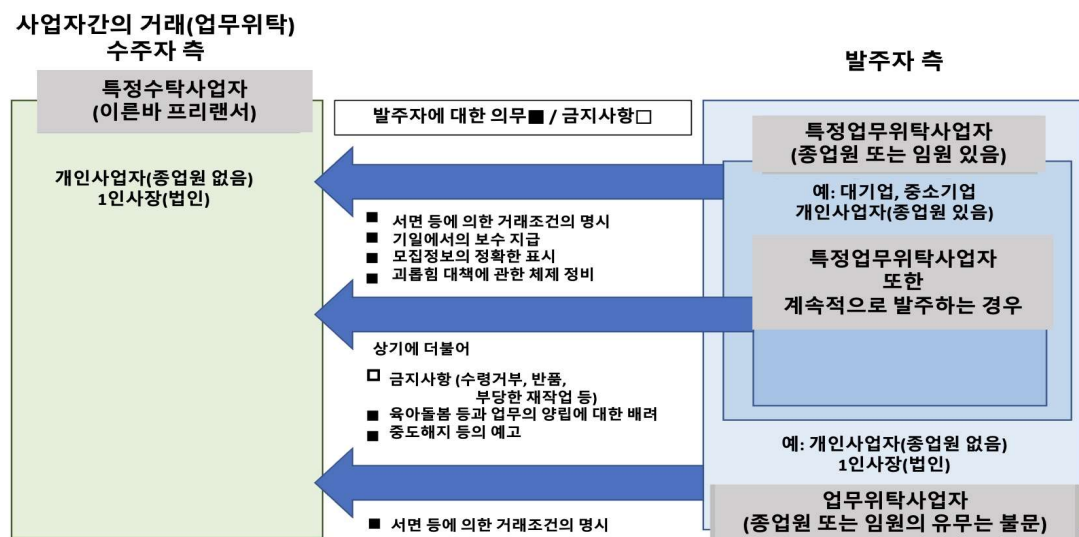 사업자간의 거래(업무위탁)
수주자 측
특정수탁사업자
(이른바 프리랜서)
개인사업자(종업원 없음)
1인사장(법인)
발주자에 대한 의무■ / 금지사항□
■ 서면 등에 의한 거래조건의 명시
■ 기일에서의 보수 지급
■ 모집정보의 정확한 표시
■ 괴롭힘 대책에 관한 체제 정비
상기에 더불어
□ 금지사항 (수령거부, 반품,
부당한 재작업 등)
■ 육아돌봄 등과 업무의 양립에 대한 배려
■ 중도해지 등의 예고
■ 서면 등에 의한 거래조건의 명시
발주자 측
특정업무위탁사업자
(종업원 또는 임원 있음)
예: 대기업, 중소기업
개인사업자(종업원 있음)
특정업무위탁사업자
또한
계속적으로 발주하는 경우
예: 개인사업자(종업원 없음)
1인사장(법인)
업무위탁사업자
(종업원 또는 임원의 유무는 불문)